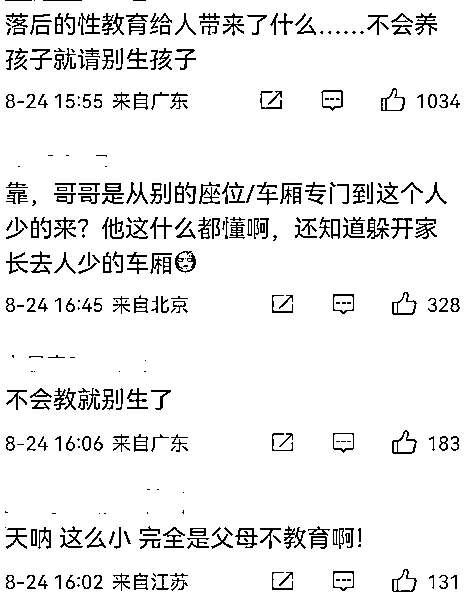 落后的性教育给人带来了什么……不会养
孩子就请别生孩子
8-24 15:55 来自广东 1034
靠，哥哥是从别的座位/车厢专门到这个人
少的来？他这什么都懂啊，还知道躲开家
长去人少的车厢
8-24 16:45 来自北京 328
不会教就别生了
8-24 16:06 来自广东 183
天呐 这么小 完全是父母不教育啊!
8-24 16:02 来自江苏 131